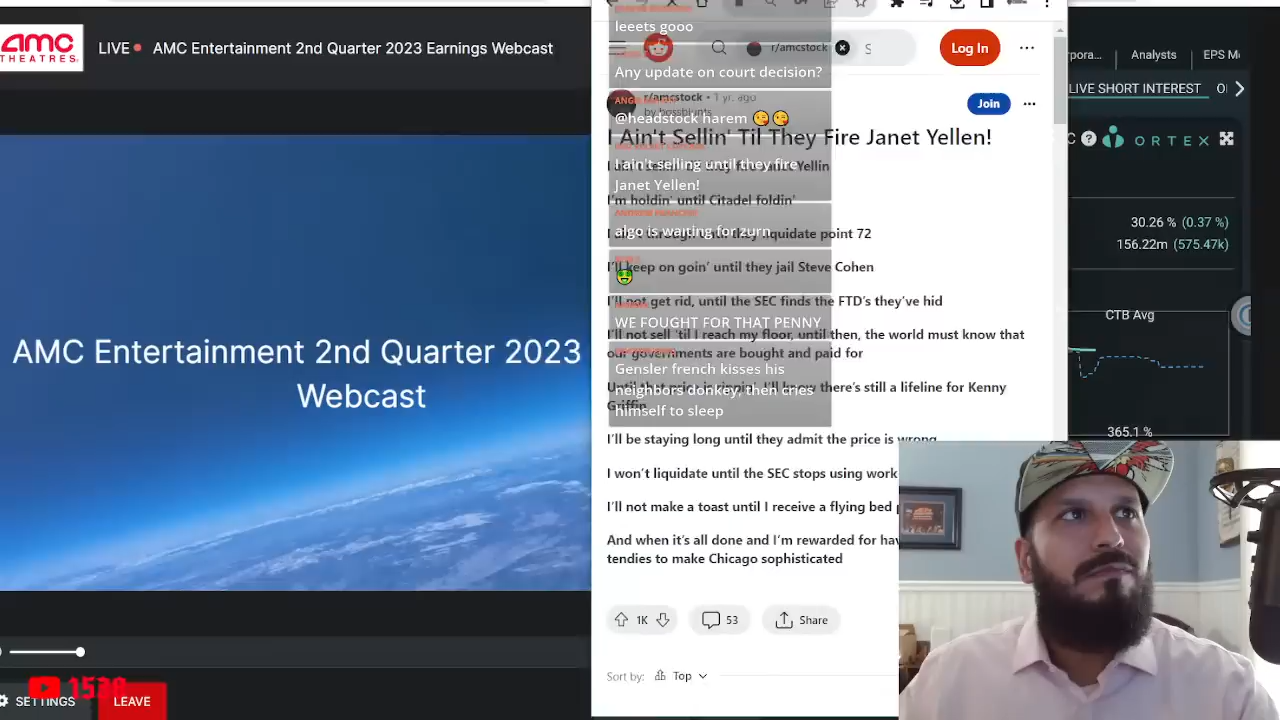 amc
THEATRES
LIVE
AMC Entertainment 2nd Quarter 2023 Earnings Webcast
AMC Entertainment 2nd Quarter 2023
Webcast
SETTINGS
LEAVE
r/amcstock
S
Log In
r/amcstock • 1 yr. ago
by bossblunts
Join
I Ain't Sellin' Til They Fire Janet Yellen!
I'm holdin' until Citadel foldin'
liquidate point 72
I'll keep on goin' until they jail Steve Cohen
I'll not get rid, until the SEC finds the FTD's they've hid
I'll not sell 'til I reach my floor, until then, the world must know that
our governments are bought and paid for
I'll know there's still a lifeline for Kenny
Griffin
I'll be staying long until they admit the price is wrong
I won't liquidate until the SEC stops using work
I'll not make a toast until I receive a flying bed
And when it's all done and I'm rewarded for
tendies to make Chicago sophisticated
1K
53
Share
Sort by:
Top
leeets gooo
Any update on court decision?
@headstock harem
I ain't selling until they fire
Janet Yellen!
algo is waiting for zurn
WE FOUGHT FOR THAT PENNY
Gensler french kisses his
neighbors donkey, then cries
himself to sleep
Analysts
LIVE SHORT INTEREST
ORTEX
30.26 % (0.37 %)
156.22m (575.47k)
CTB Avg
365.1 %